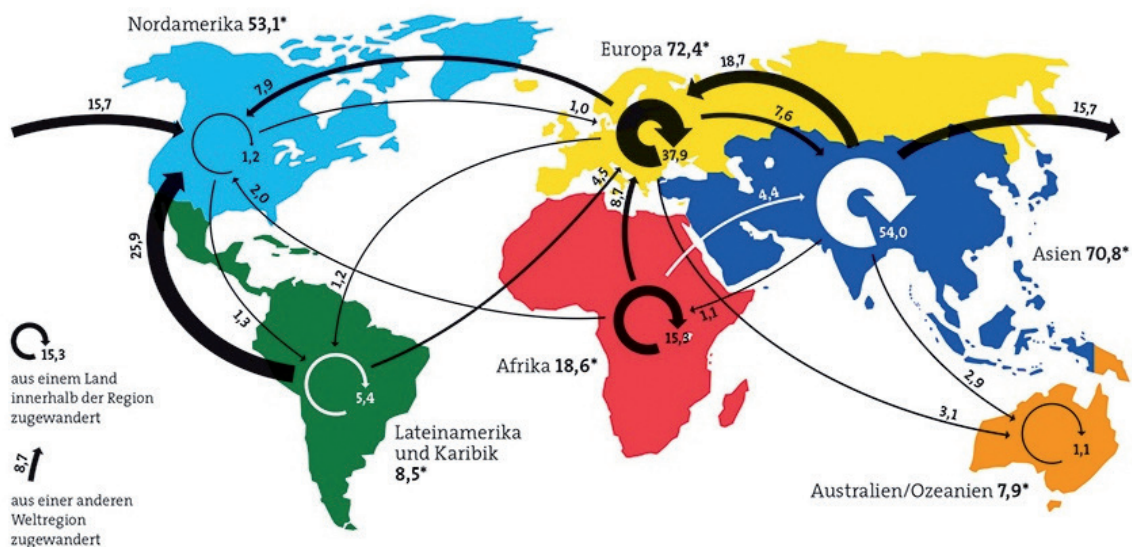 Nordamerika 53,1*
Europa 72,4*
18,7
15,7
7,9
1,0
7,6
15,7
1,2
37,9
2,0
4,5
8,7
4,4
54,0
25,9
Asien 70,8*
1,2
1,3
1,1
15,3
15,3
aus einem Land
innerhalb der Region
zugewandert
Afrika 18,6*
5,4
2,9
3,1
Lateinamerika
und Karibik
8,5*
1,1
8,7
aus einer anderen
Weltregion
zugewandert
Australien/Ozeanien 7,9*